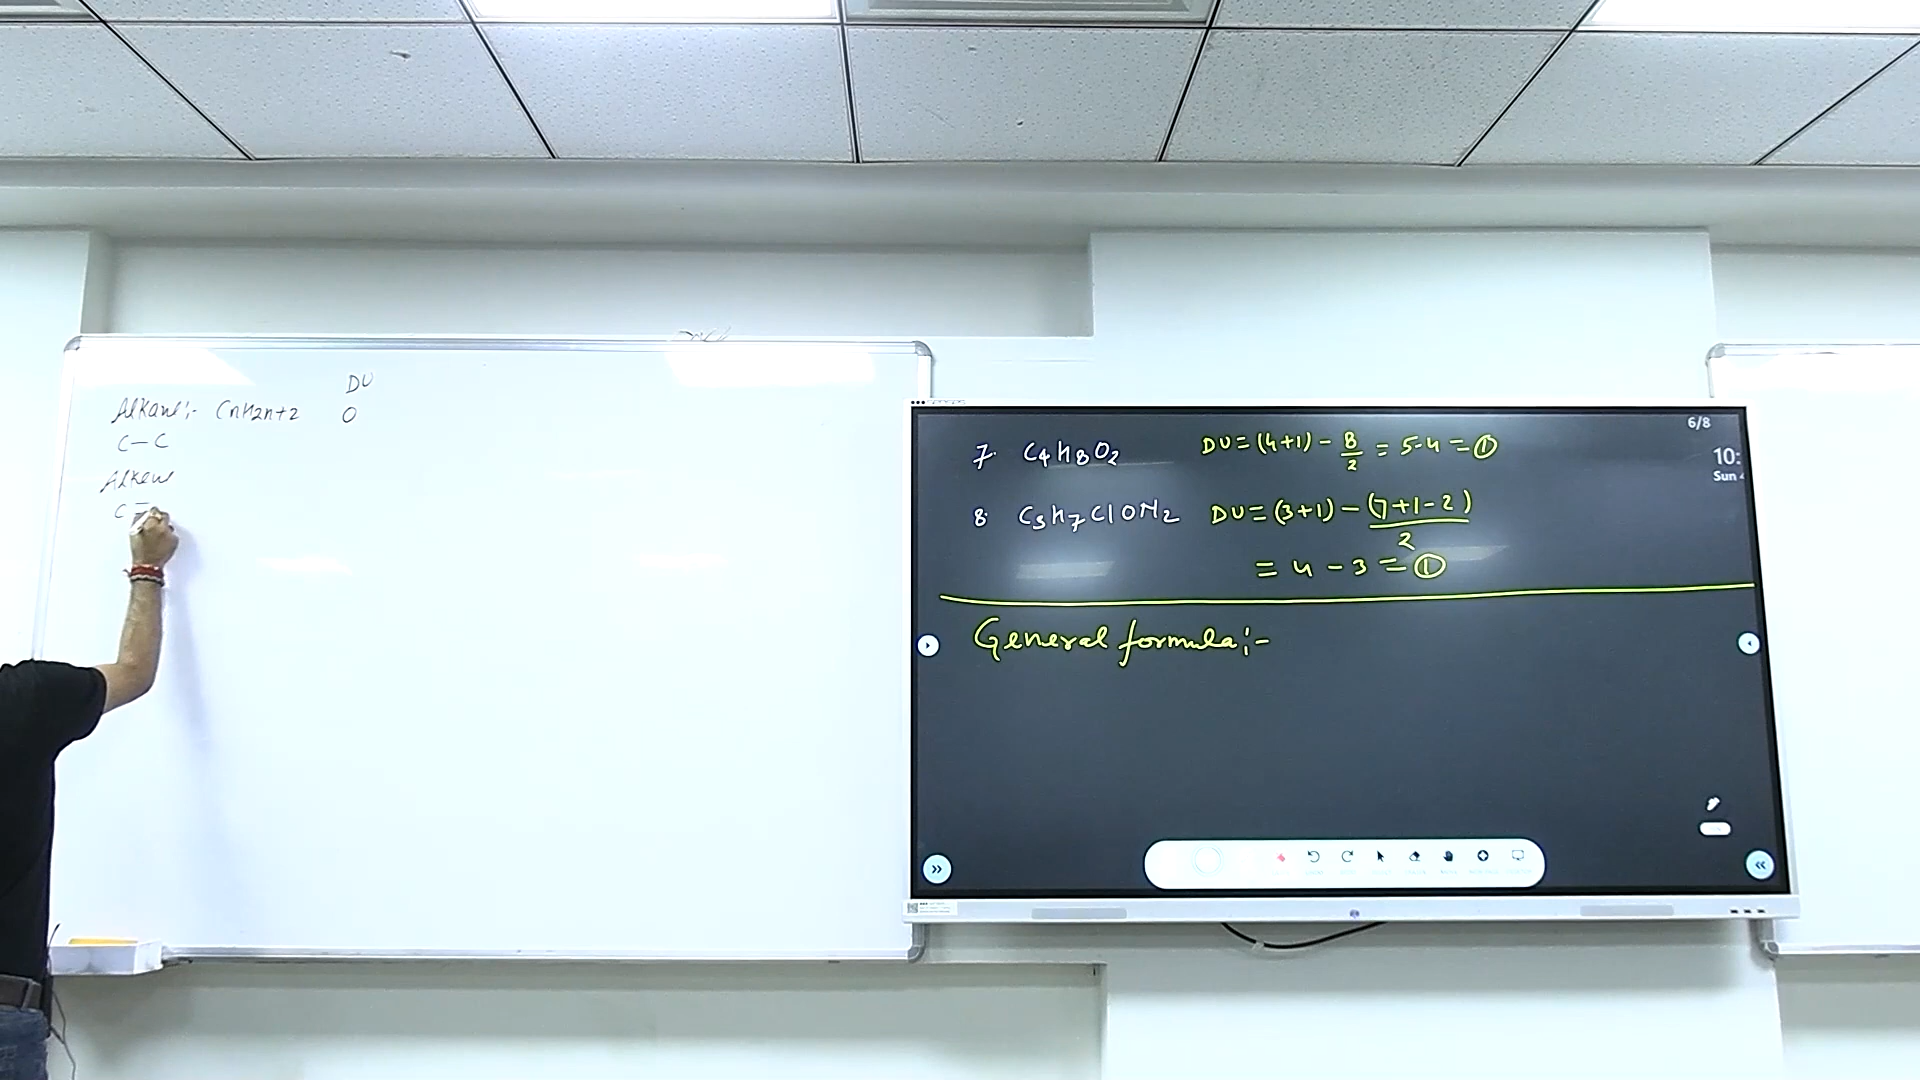 DU
Alkane:- CnH2n+2 0
C-C
Alkene
C=
6/8
10:
Sun
7. C4H8O2 DU = (4+1) - 8/2 = 5-4 = 1
8. C3H7ClON2 DU = (3+1) - (7+1-2)/2
= 4 - 3 = 1
General formula:-